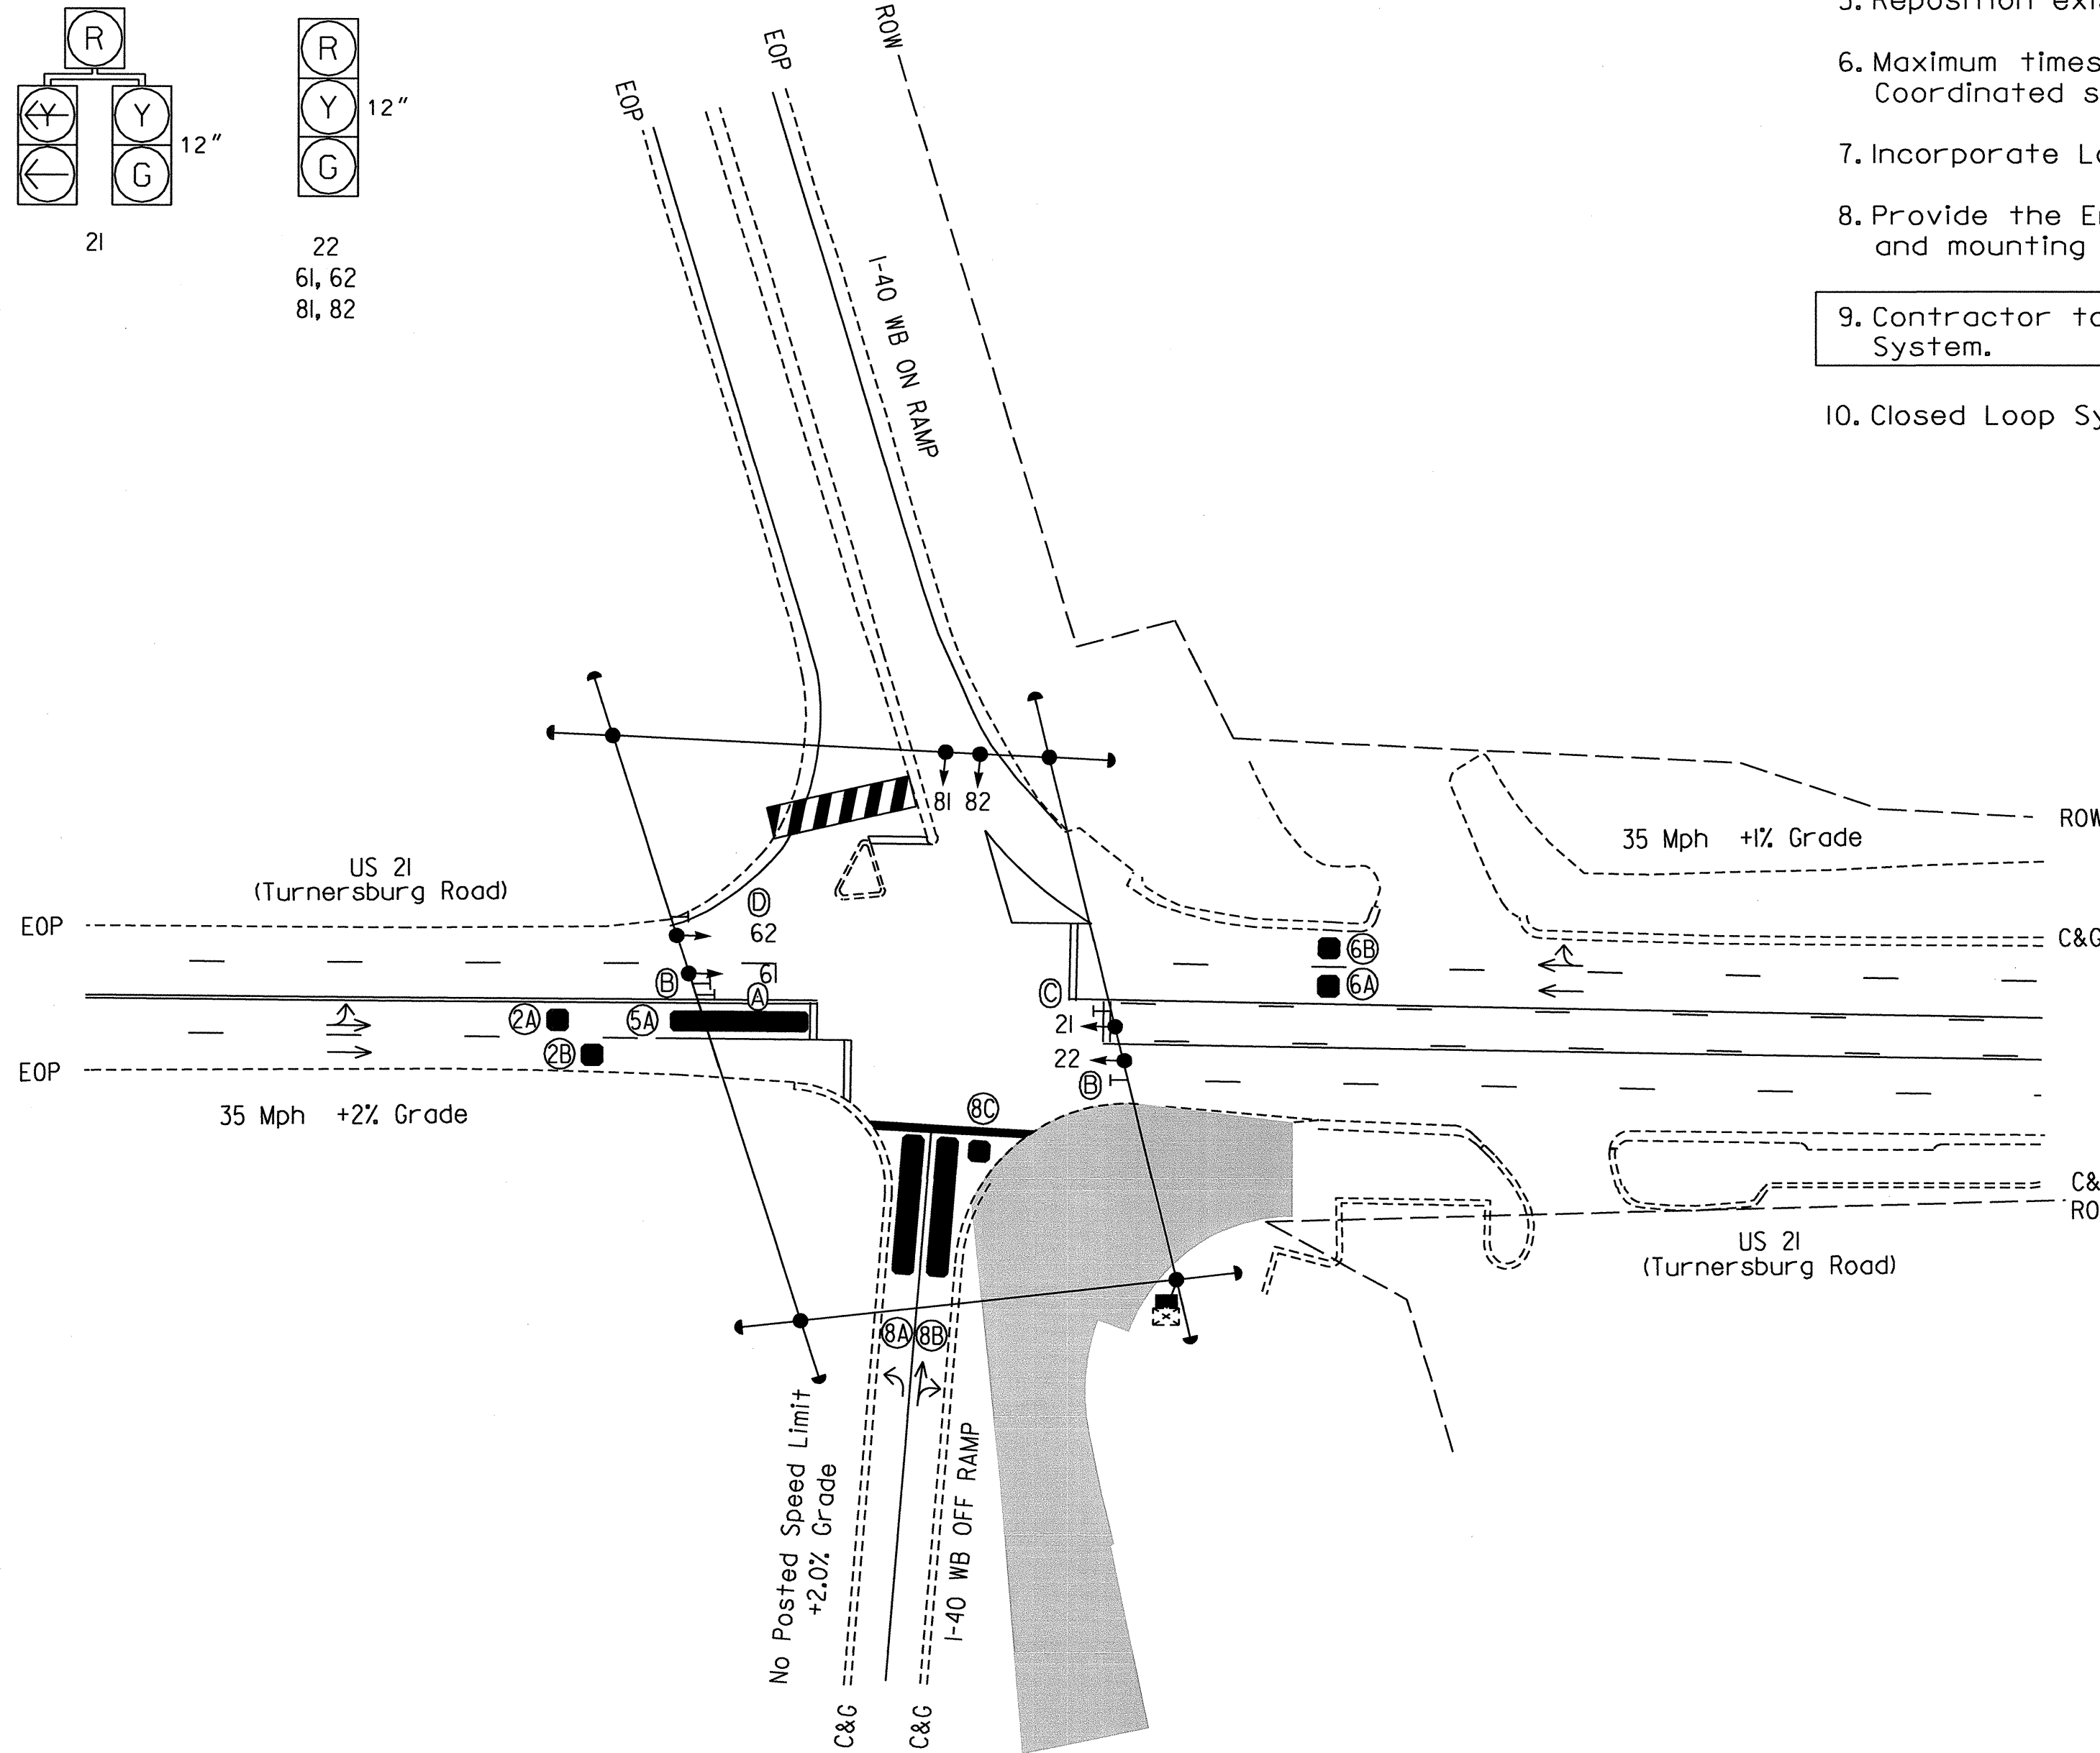 R
Y
Y
G
12"
21
R
Y
G
12"
22
61, 62
81, 82
6. Maximum times
Coordinated s
7. Incorporate Lo
8. Provide the E
and mounting
9. Contractor to
System.
10. Closed Loop Sy
EOP
EOP
ROW
I-40 WB ON RAMP
81 82
35 Mph +1% Grade
ROW
US 21
(Turnersburg Road)
D
62
EOP
C&G
6B
61
B
A
6A
C
2A
5A
21
2B
22
EOP
B
35 Mph +2% Grade
8C
C&
RO
US 21
(Turnersburg Road)
8A 8B
No Posted Speed Limit
+2.0% Grade
I-40 WB OFF RAMP
C&G
C&G